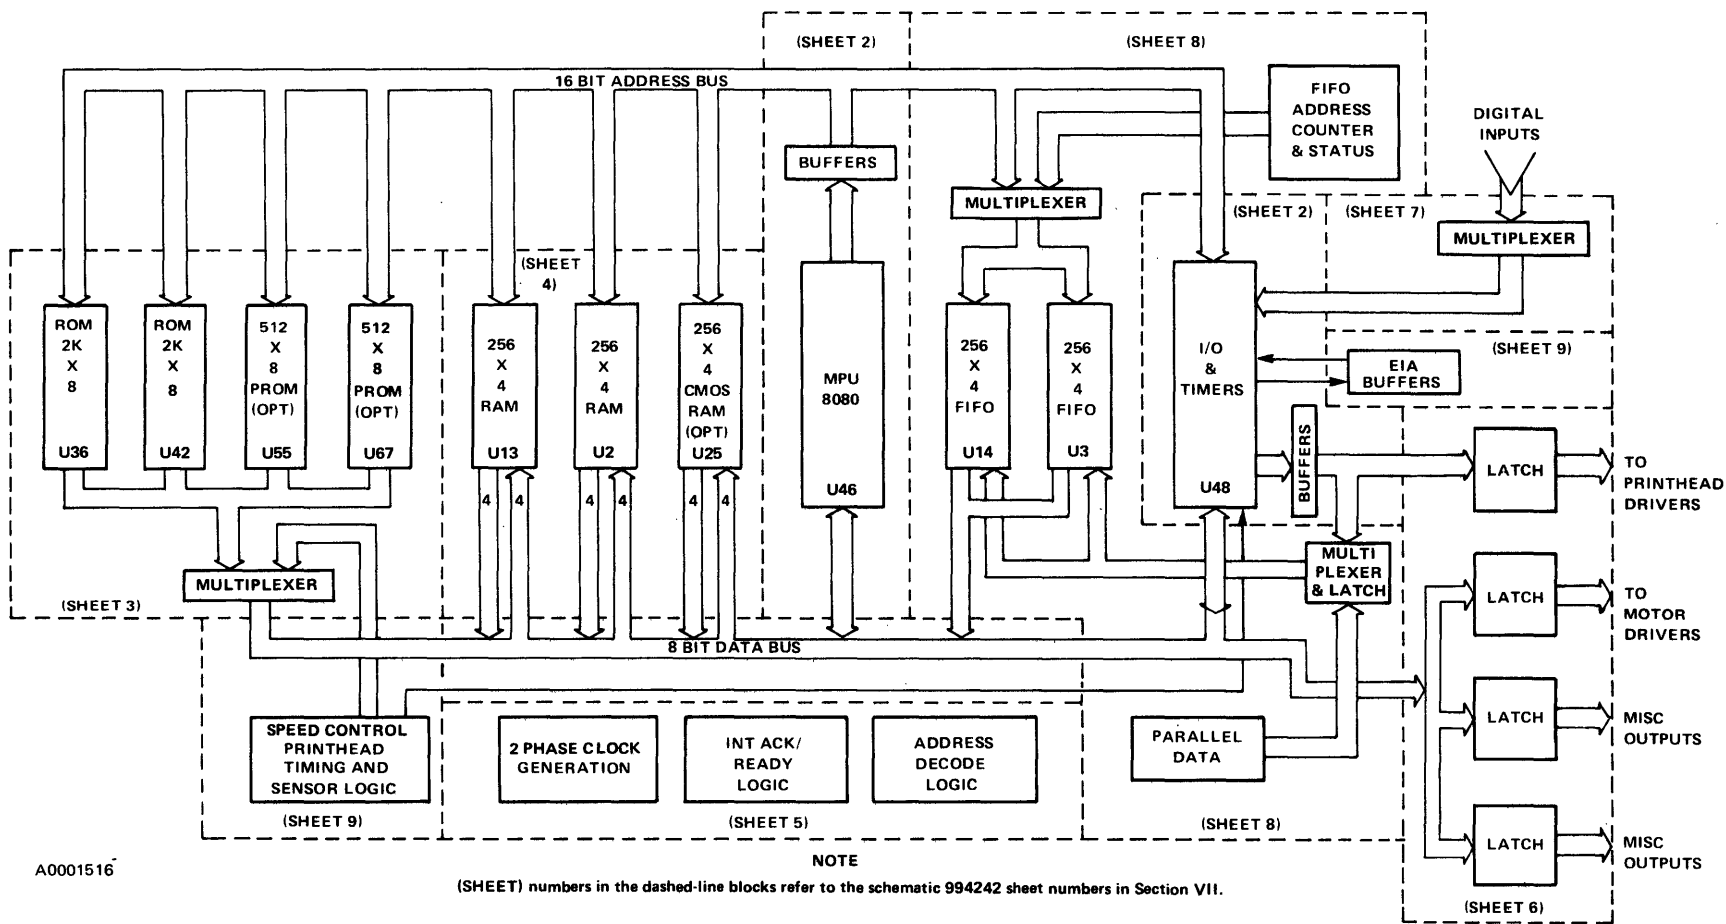 (SHEET 2)
(SHEET 8)
16 BIT ADDRESS BUS
FIFO
ADDRESS
COUNTER
& STATUS
DIGITAL
INPUTS
BUFFERS
MULTIPLEXER
(SHEET 2)
(SHEET 7)
MULTIPLEXER
(SHEET
4)
ROM
2K
X
8
U36
ROM
2K
X
8
U42
512
X
8
PROM
(OPT)
U55
512
X
8
PROM
(OPT)
U67
256
X
4
RAM
U13
256
X
4
RAM
U2
256
X
4
CMOS
RAM
(OPT)
U25
MPU
8080
U46
256
X
4
FIFO
U14
256
X
4
FIFO
U3
I/O
&
TIMERS
U48
(SHEET 9)
EIA
BUFFERS
BUFFERS
LATCH
TO
PRINTHEAD
DRIVERS
4
4
4
4
4
4
MULTIPLEXER
(SHEET 3)
MULTI
PLEXER
& LATCH
LATCH
TO
MOTOR
DRIVERS
8 BIT DATA BUS
SPEED CONTROL
PRINTHEAD
TIMING AND
SENSOR LOGIC
(SHEET 9)
2 PHASE CLOCK
GENERATION
INT ACK/
READY
LOGIC
ADDRESS
DECODE
LOGIC
(SHEET 5)
PARALLEL
DATA
(SHEET 8)
LATCH
MISC
OUTPUTS
LATCH
MISC
OUTPUTS
(SHEET 6)
A0001516
NOTE
(SHEET) numbers in the dashed-line blocks refer to the schematic 994242 sheet numbers in Section VII.